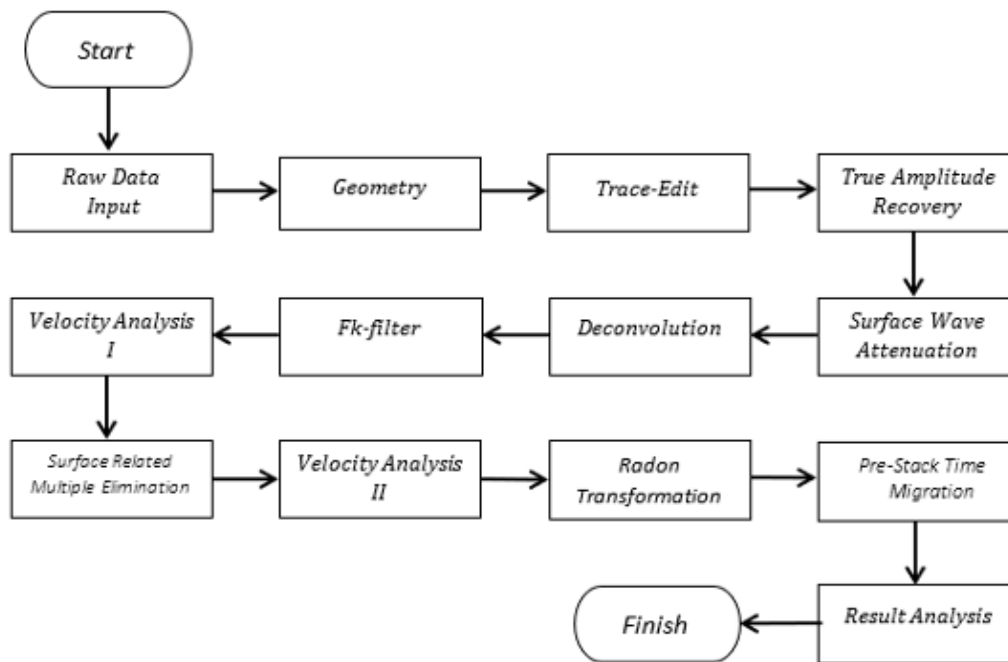 Start
Raw Data
Input
Geometry
Trace-Edit
True Amplitude
Recovery
Surface Wave
Attenuation
Deconvolution
Fk-filter
Velocity Analysis
I
Surface Related
Multiple Elimination
Velocity Analysis
II
Radon
Transformation
Pre-Stack Time
Migration
Result Analysis
Finish